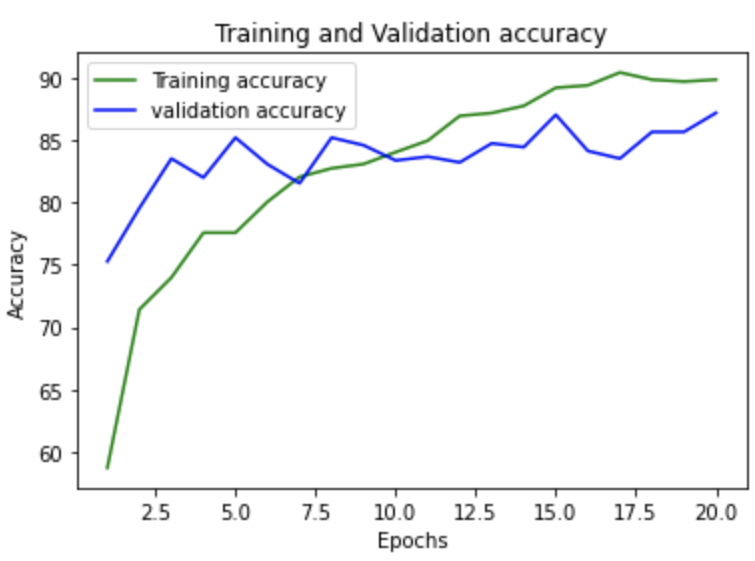 Training and Validation accuracy
Training accuracy
validation accuracy
90
85
80
75
70
65
60
Accuracy
2.5 5.0 7.5 10.0 12.5 15.0 17.5 20.0
Epochs